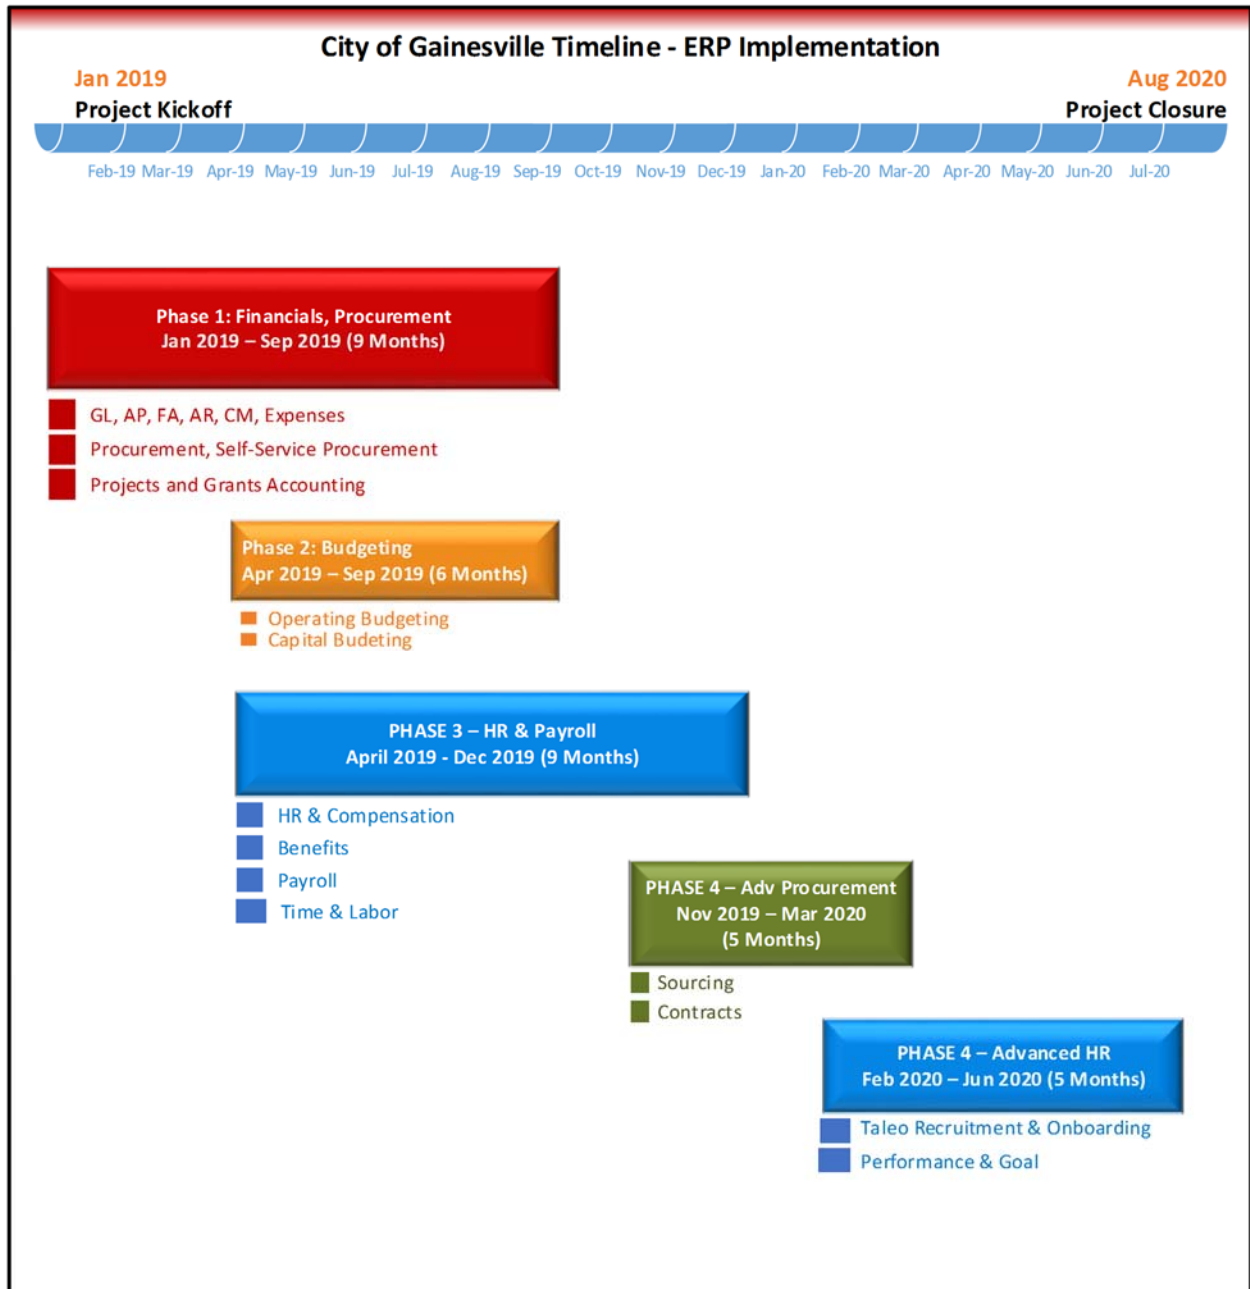 City of Gainesville Timeline - ERP Implementation
Jan 2019
Aug 2020
Project Kickoff
Project Closure
Feb-19 Mar-19 Apr-19 May-19 Jun-19 Jul-19 Aug-19 Sep-19 Oct-19 Nov-19 Dec-19 Jan-20 Feb-20 Mar-20 Apr-20 May-20 Jun-20 Jul-20
Phase 1: Financials, Procurement
Jan 2019 – Sep 2019 (9 Months)
GL, AP, FA, AR, CM, Expenses
Procurement, Self-Service Procurement
Projects and Grants Accounting
Phase 2: Budgeting
Apr 2019 – Sep 2019 (6 Months)
Operating Budgeting
Capital Budeting
PHASE 3 – HR & Payroll
April 2019 - Dec 2019 (9 Months)
HR & Compensation
Benefits
Payroll
Time & Labor
PHASE 4 – Adv Procurement
Nov 2019 – Mar 2020
(5 Months)
Sourcing
Contracts
PHASE 4 – Advanced HR
Feb 2020 – Jun 2020 (5 Months)
Taleo Recruitment & Onboarding
Performance & Goal